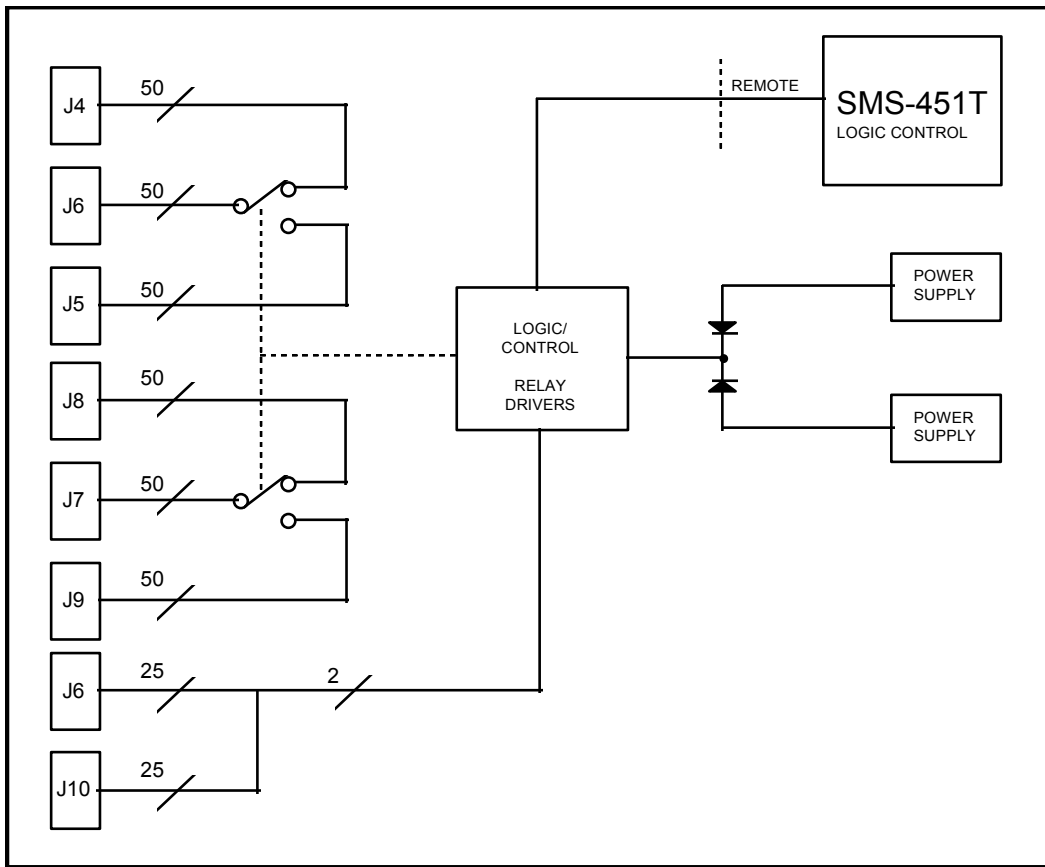 50
J4
50
J6
50
J5
50
J8
50
J7
50
J9
25
J6
2
25
J10
REMOTE
SMS-451T
LOGIC CONTROL
LOGIC/
CONTROL
RELAY
DRIVERS
POWER
SUPPLY
POWER
SUPPLY